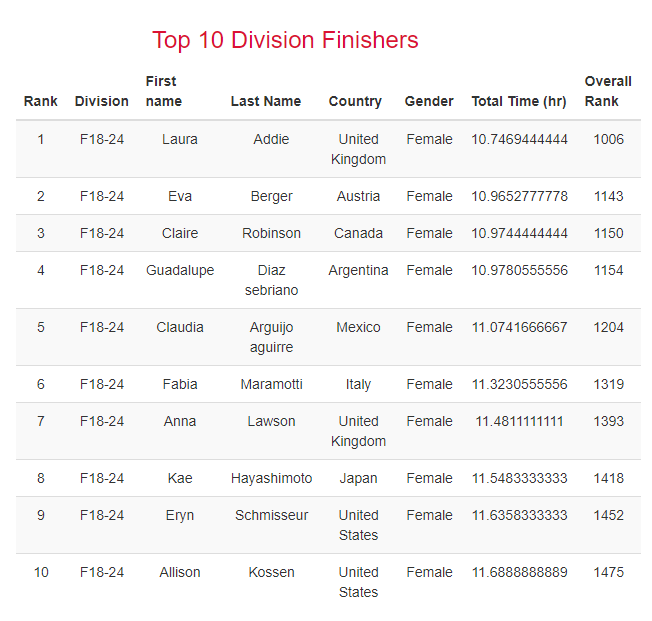 Top 10 Division Finishers
Rank Division First name Last Name Country Gender Total Time (hr) Overall Rank
1 F18-24 Laura Addie United Kingdom Female 10.7469444444 1006
2 F18-24 Eva Berger Austria Female 10.9652777778 1143
3 F18-24 Claire Robinson Canada Female 10.9744444444 1150
4 F18-24 Guadalupe Diaz sebriano Argentina Female 10.9780555556 1154
5 F18-24 Claudia Arguijo aguirre Mexico Female 11.0741666667 1204
6 F18-24 Fabia Maramotti Italy Female 11.3230555556 1319
7 F18-24 Anna Lawson United Kingdom Female 11.4811111111 1393
8 F18-24 Kae Hayashimoto Japan Female 11.5483333333 1418
9 F18-24 Eryn Schmisseur United States Female 11.6358333333 1452
10 F18-24 Allison Kossen United States Female 11.6888888889 1475